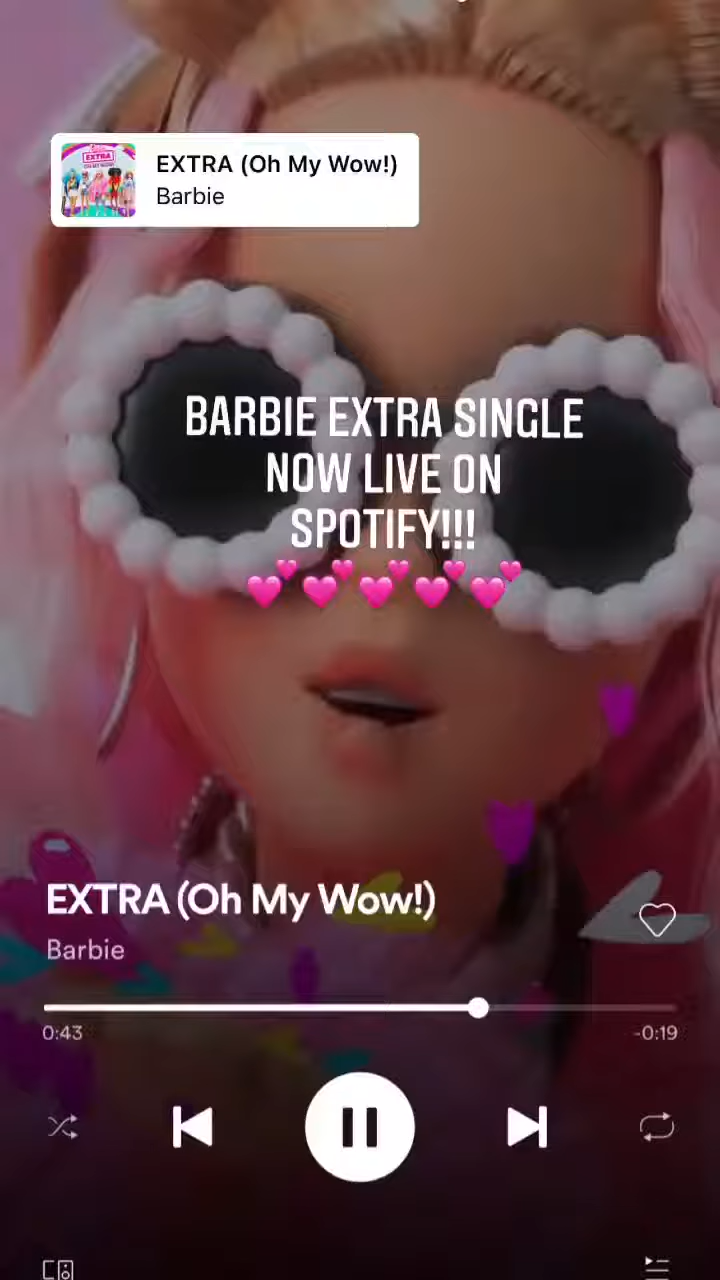 EXTRA (Oh My Wow!)
Barbie
EXTRA
BARBIE EXTRA SINGLE
NOW LIVE ON
SPOTIFY!!!
💕💕💕💕💕
EXTRA (Oh My Wow!)
Barbie
0:43
-0:19